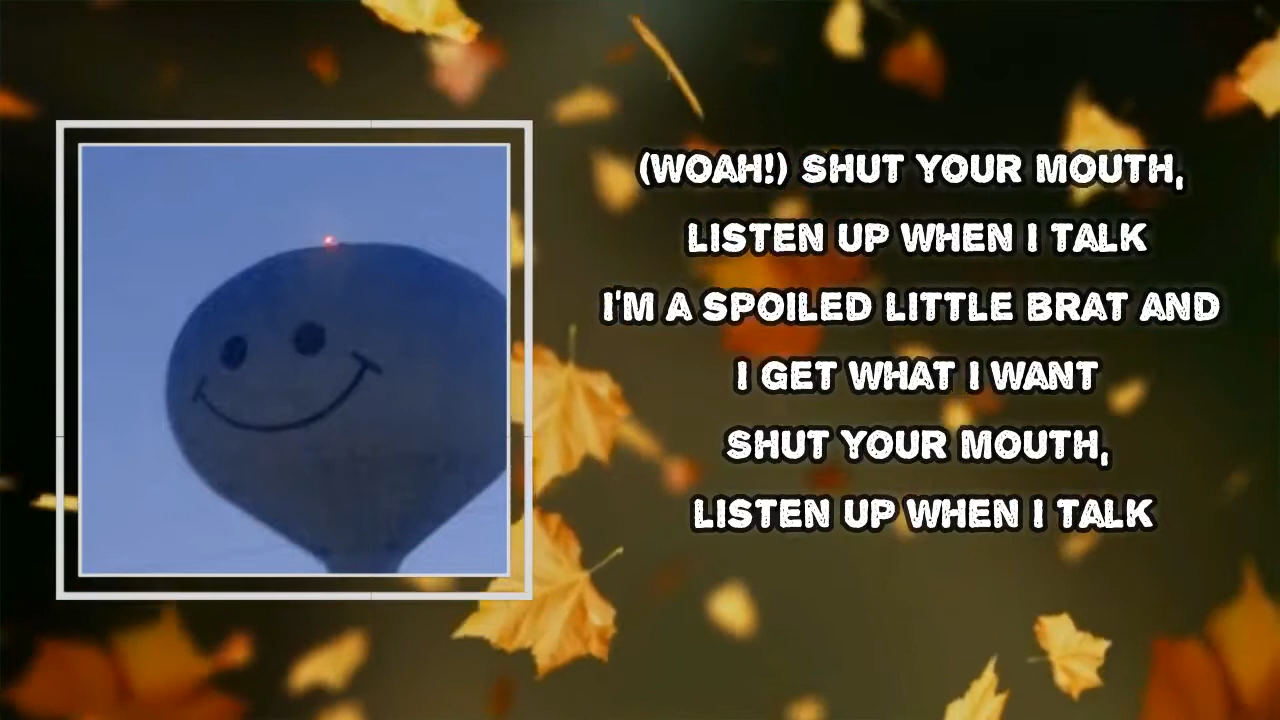 (WOAH!) SHUT YOUR MOUTH,
LISTEN UP WHEN I TALK
I'M A SPOILED LITTLE BRAT AND
I GET WHAT I WANT
SHUT YOUR MOUTH,
LISTEN UP WHEN I TALK